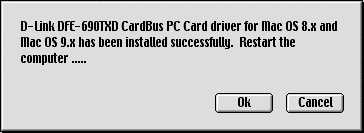 D-Link DFE-690TXD CardBus PC Card driver for Mac OS 8.x and
Mac OS 9.x has been installed successfully.  Restart the
computer .....
Ok
Cancel